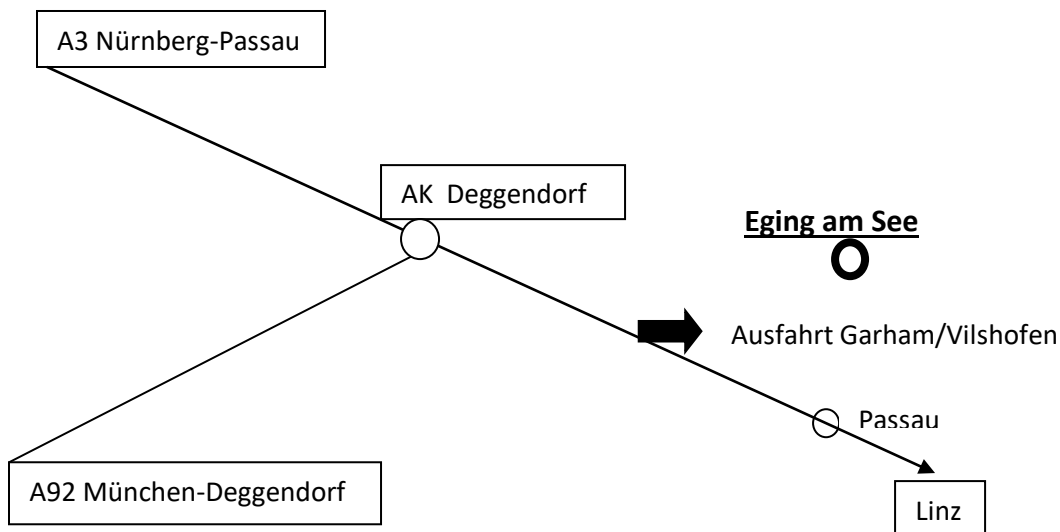 A3 Nürnberg-Passau
AK Deggendorf
Eging am See
Ausfahrt Garham/Vilshofen
Passau
A92 München-Deggendorf
Linz